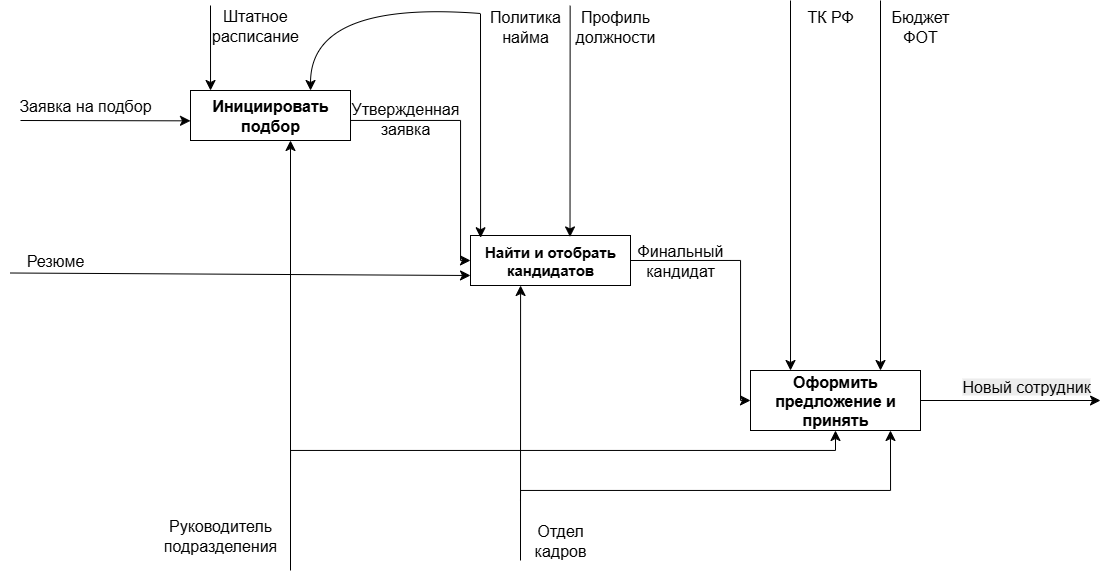 Штатное
расписание
Политика
найма
Профиль
должности
ТК РФ
Бюджет
ФОТ
Заявка на подбор
Инициировать
подбор
Утвержденная
заявка
Резюме
Найти и отобрать
кандидатов
Финальный
кандидат
Оформить
предложение и
принять
Новый сотрудник
Руководитель
подразделения
Отдел
кадров